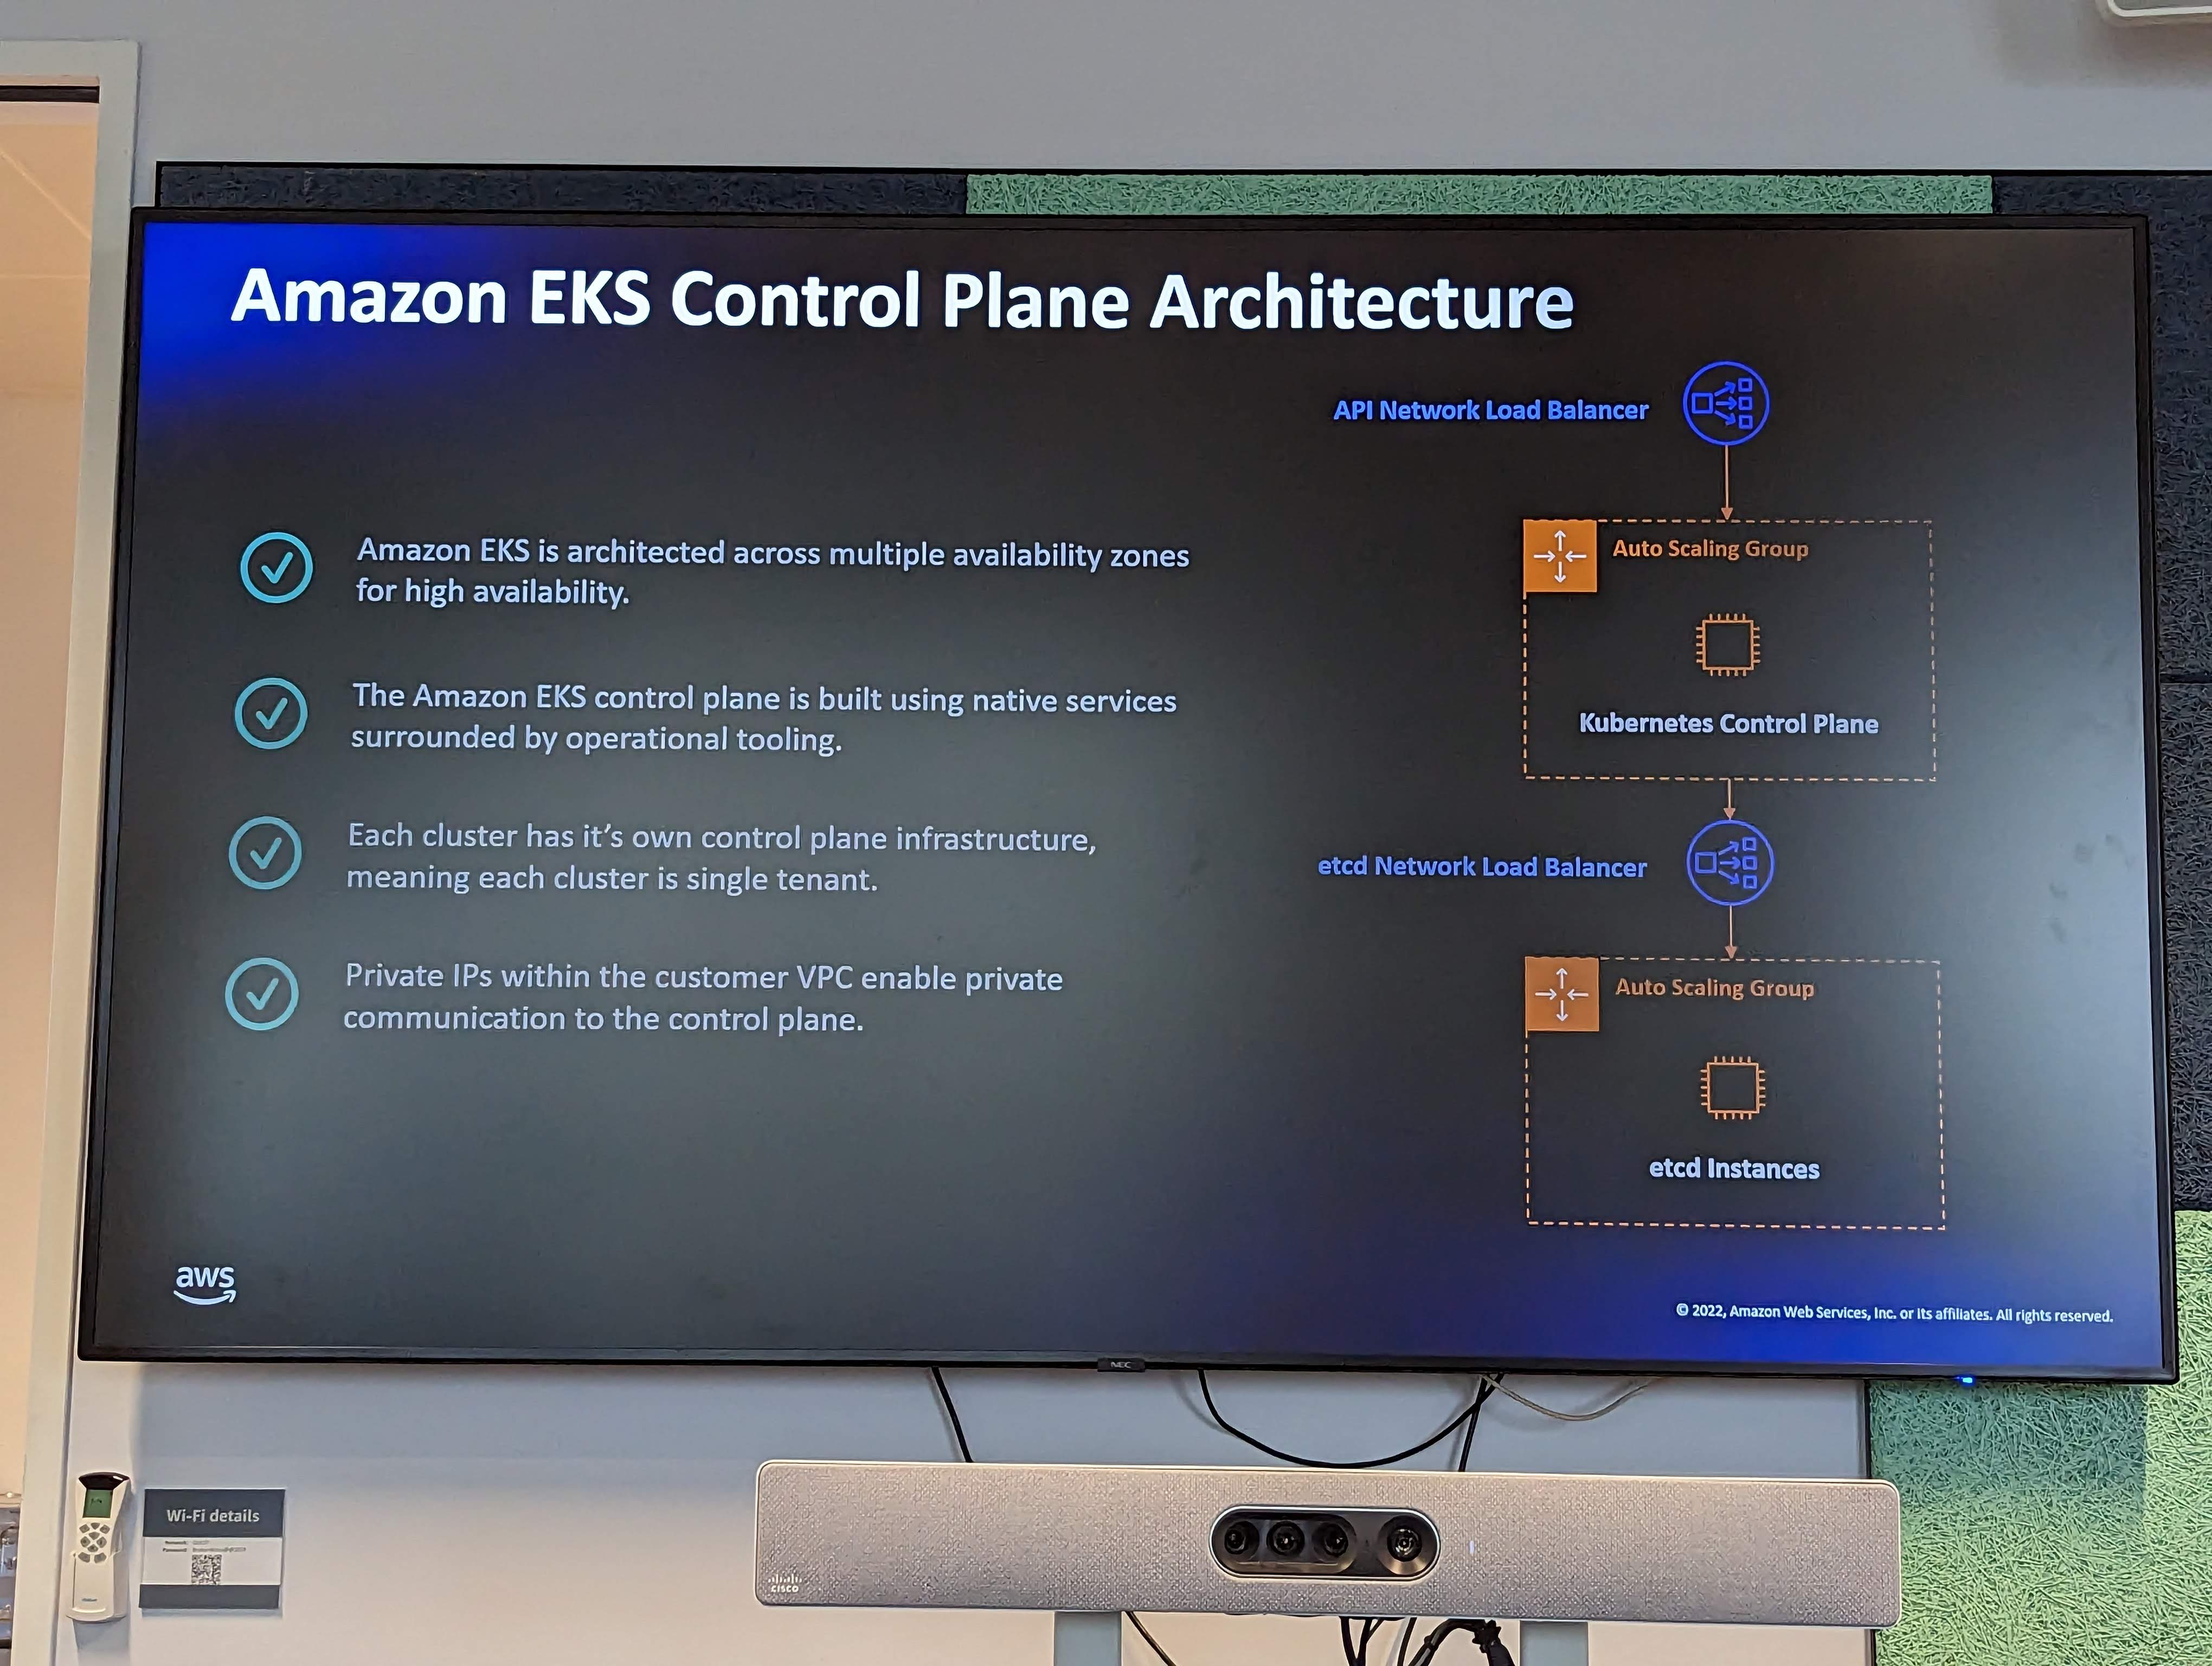 Amazon EKS Control Plane Architecture
API Network Load Balancer
Auto Scaling Group
Kubernetes Control Plane
etcd Network Load Balancer
Auto Scaling Group
etcd Instances
Amazon EKS is architected across multiple availability zones
for high availability.
The Amazon EKS control plane is built using native services
surrounded by operational tooling.
Each cluster has it’s own control plane infrastructure,
meaning each cluster is single tenant.
Private IPs within the customer VPC enable private
communication to the control plane.
aws
© 2022, Amazon Web Services, Inc. or its affiliates. All rights reserved.
NEC
Wi-Fi details
Network:
Password:
CISCO